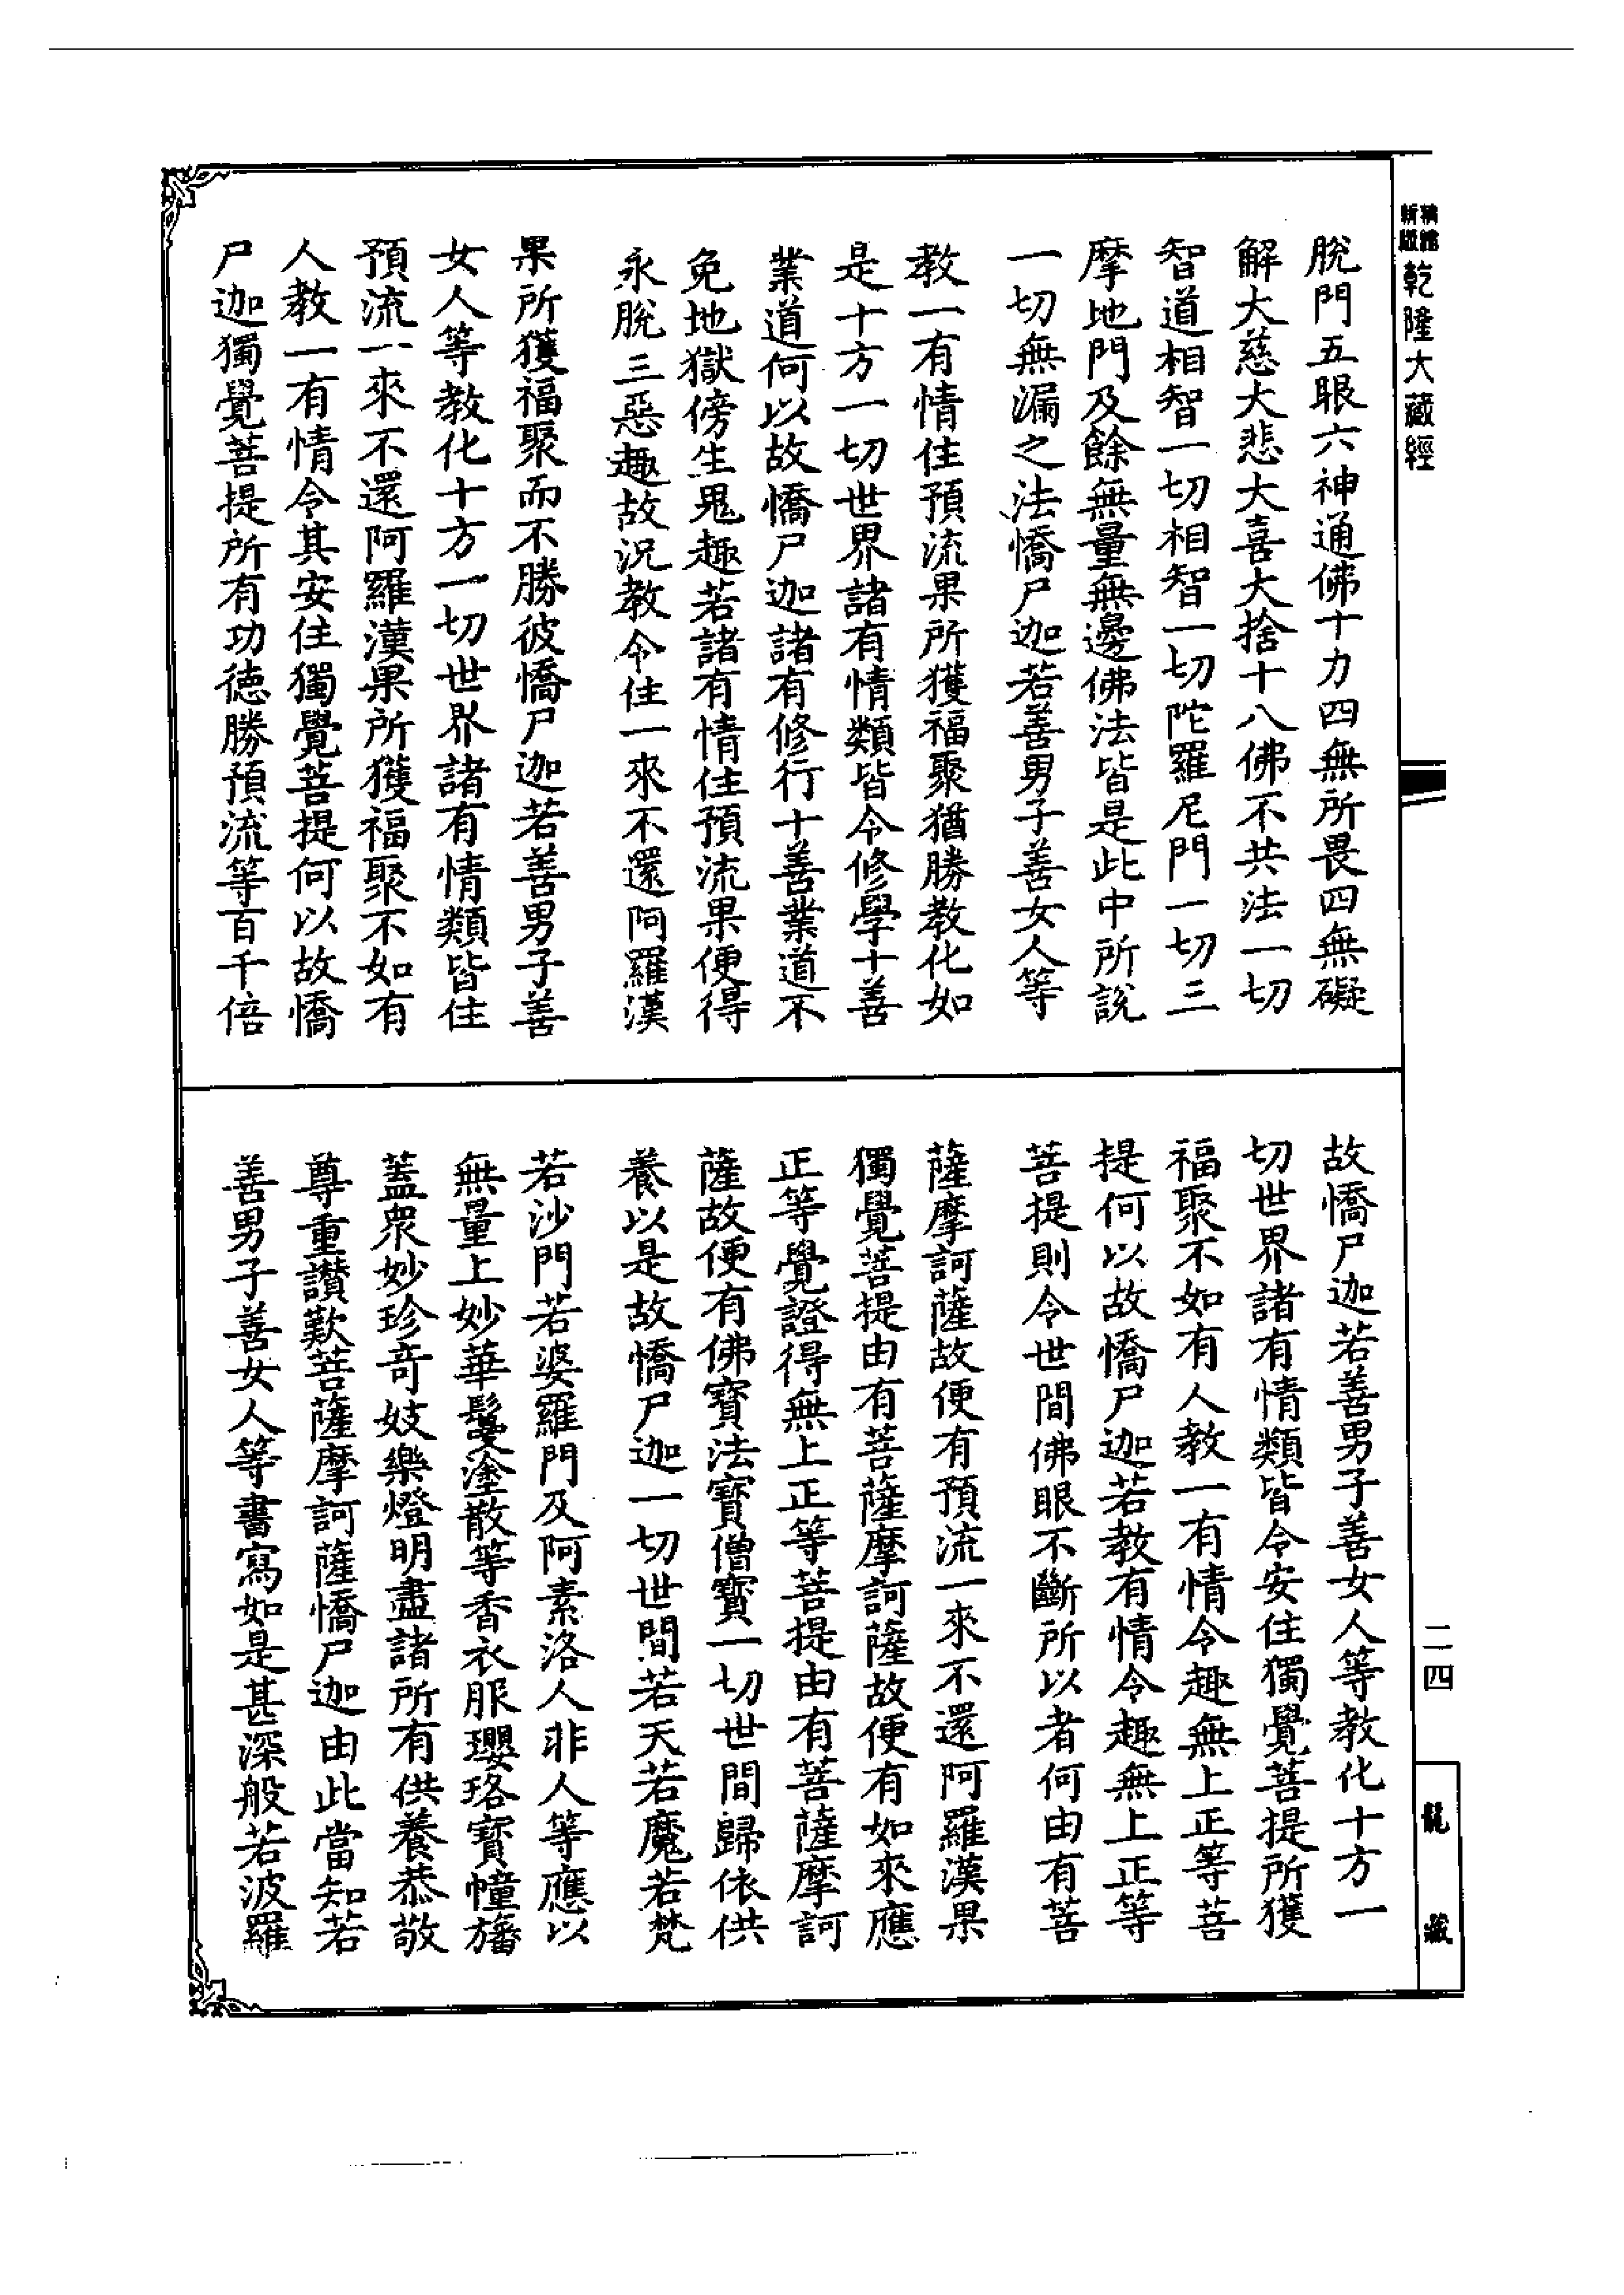 脫門五眼六神通佛十力四無所畏四無礙
解大慈大悲大喜大捨十八佛不共法一切
智道相智一切相智一切陀羅尼門一切三
摩地門及餘無量無邊佛法皆是此中所說
一切無漏之法憍尸迦若善男子善女人等
教一有情住預流果所獲福聚猶勝教化如
是十方一切世界諸有情類皆令修學十善
業道何以故憍尸迦諸有修行十善業道不
免地獄傍生鬼趣若諸有情住預流果便得
永脫三惡趣故況教令住一來不還阿羅漢
果所獲福聚而不勝彼憍尸迦若善男子善
女人等教化十方一切世界諸有情類皆住
預流一來不還阿羅漢果所獲福聚不如有
人教一有情令其安住獨覺菩提何以故憍
尸迦獨覺菩提所有功德勝預流等百千倍
故憍尸迦若善男子善女人等教化十方一
切世界諸有情類皆令安住獨覺菩提所獲
福聚不如有人教一有情令趣無上正等菩
提何以故憍尸迦若教有情令趣無上正等
菩提則令世間佛眼不斷所以者何由有菩
薩摩訶薩故便有預流一來不還阿羅漢果
獨覺菩提由有菩薩摩訶薩故便有如來應
正等覺證得無上正等菩提由有菩薩摩訶
薩故便有佛寶法寶僧寶一切世間歸依供
養以是故憍尸迦一切世間若天若魔若梵
若沙門若婆羅門及阿素洛人非人等應以
無量上妙華鬘塗散等香衣服瓔珞寶幢旛
蓋眾妙珍奇妓樂燈明盡諸所有供養恭敬
尊重讚歎菩薩摩訶薩憍尸迦由此當知若
善男子善女人等書寫如是甚深般若波羅
精縮
新版
乾隆大藏經
二四
龍藏